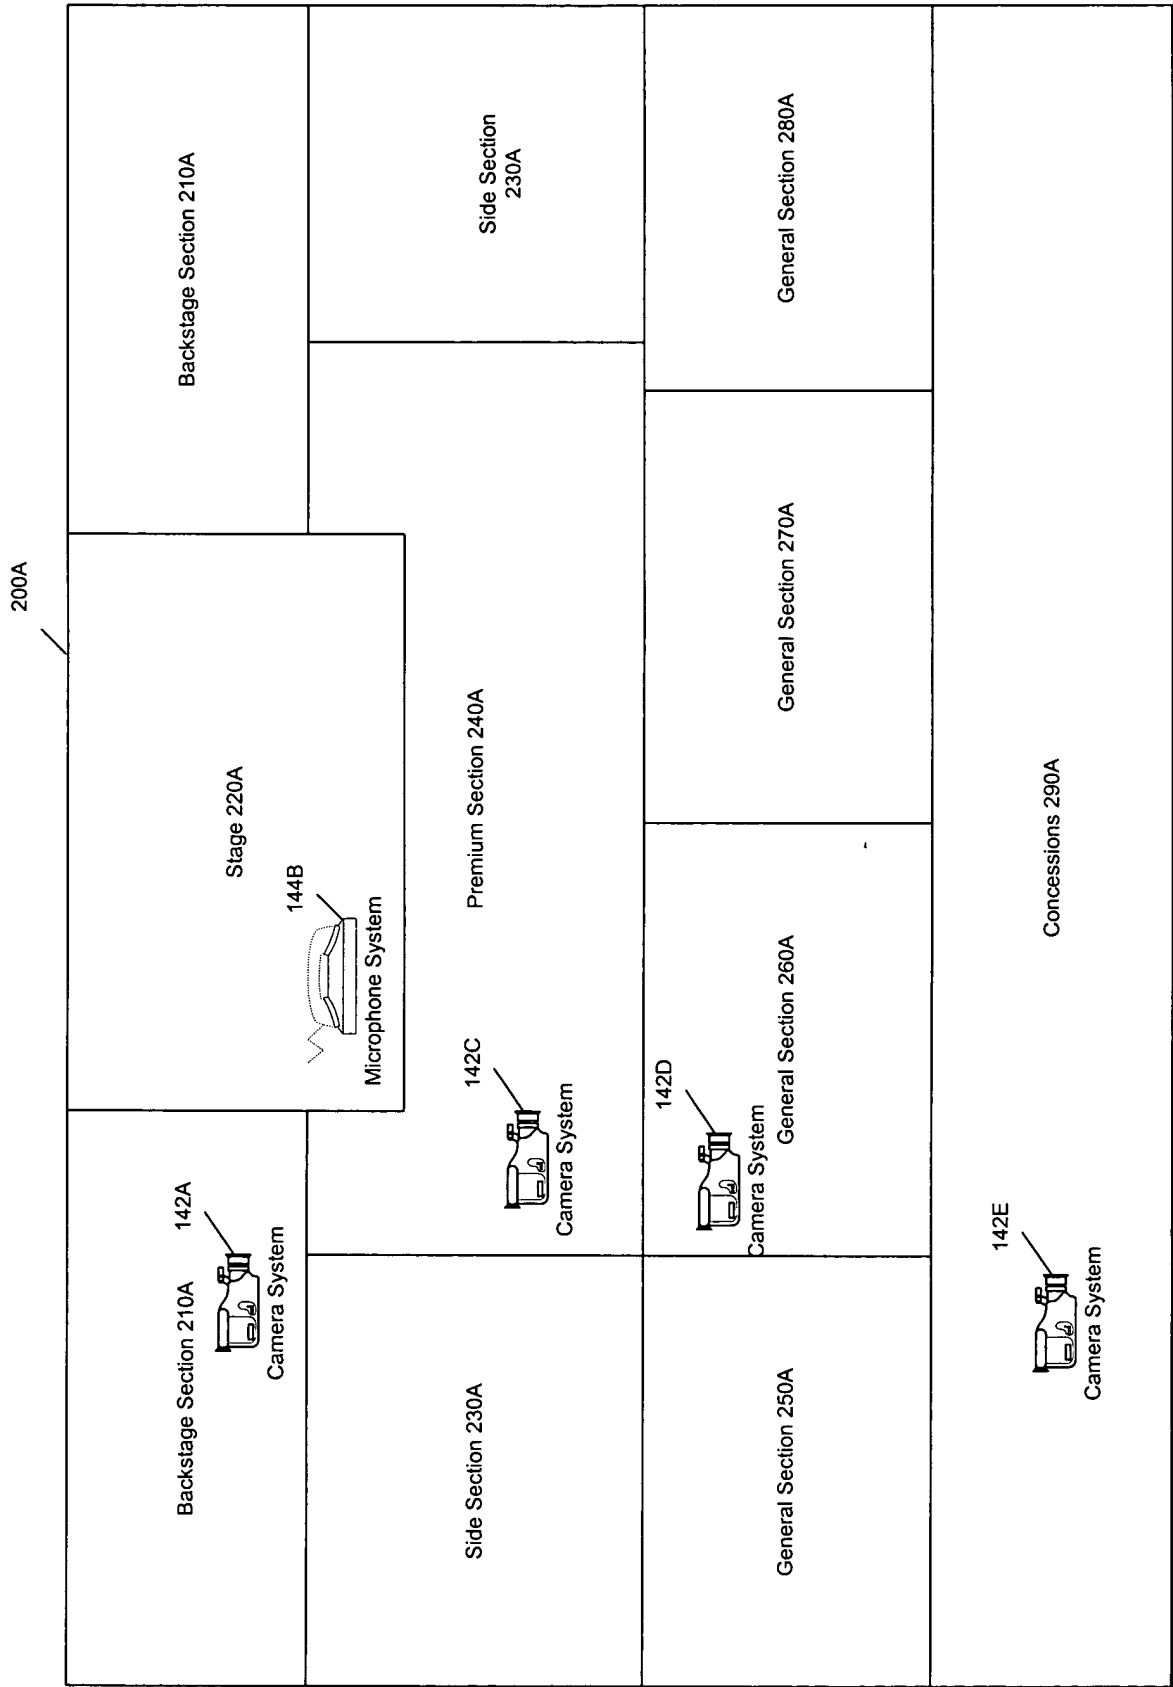 200A
Backstage Section 210A
142A
Camera System
Stage 220A
144B
Microphone System
Backstage Section 210A
Side Section 230A
142C
Camera System
Premium Section 240A
Side Section
230A
General Section 250A
142D
Camera System
General Section 260A
General Section 270A
General Section 280A
142E
Camera System
Concessions 290A